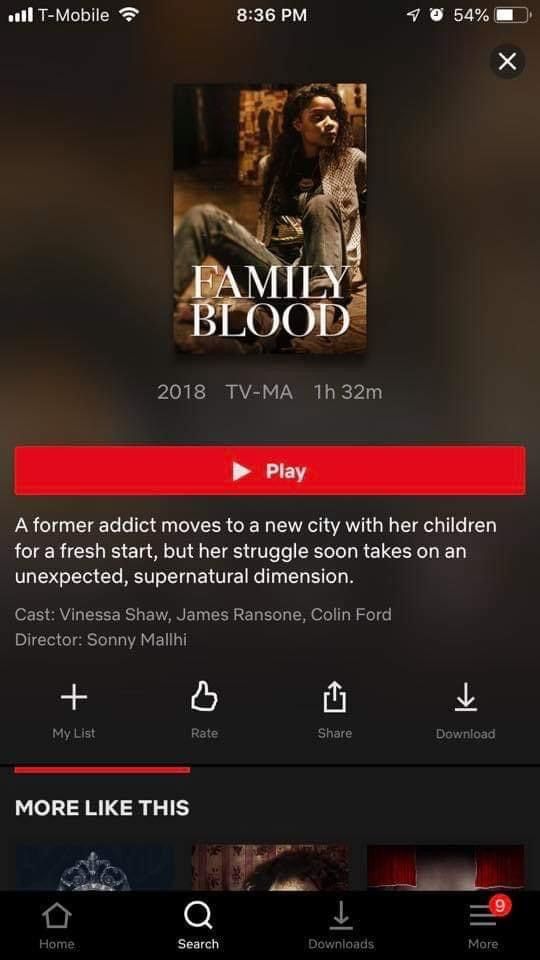 T-Mobile 8:36 PM 54%
FAMILY
BLOOD
2018 TV-MA 1h 32m
Play
A former addict moves to a new city with her children
for a fresh start, but her struggle soon takes on an
unexpected, supernatural dimension.
Cast: Vinessa Shaw, James Ransone, Colin Ford
Director: Sonny Mallhi
My List Rate Share Download
MORE LIKE THIS
9
Home Search Downloads More